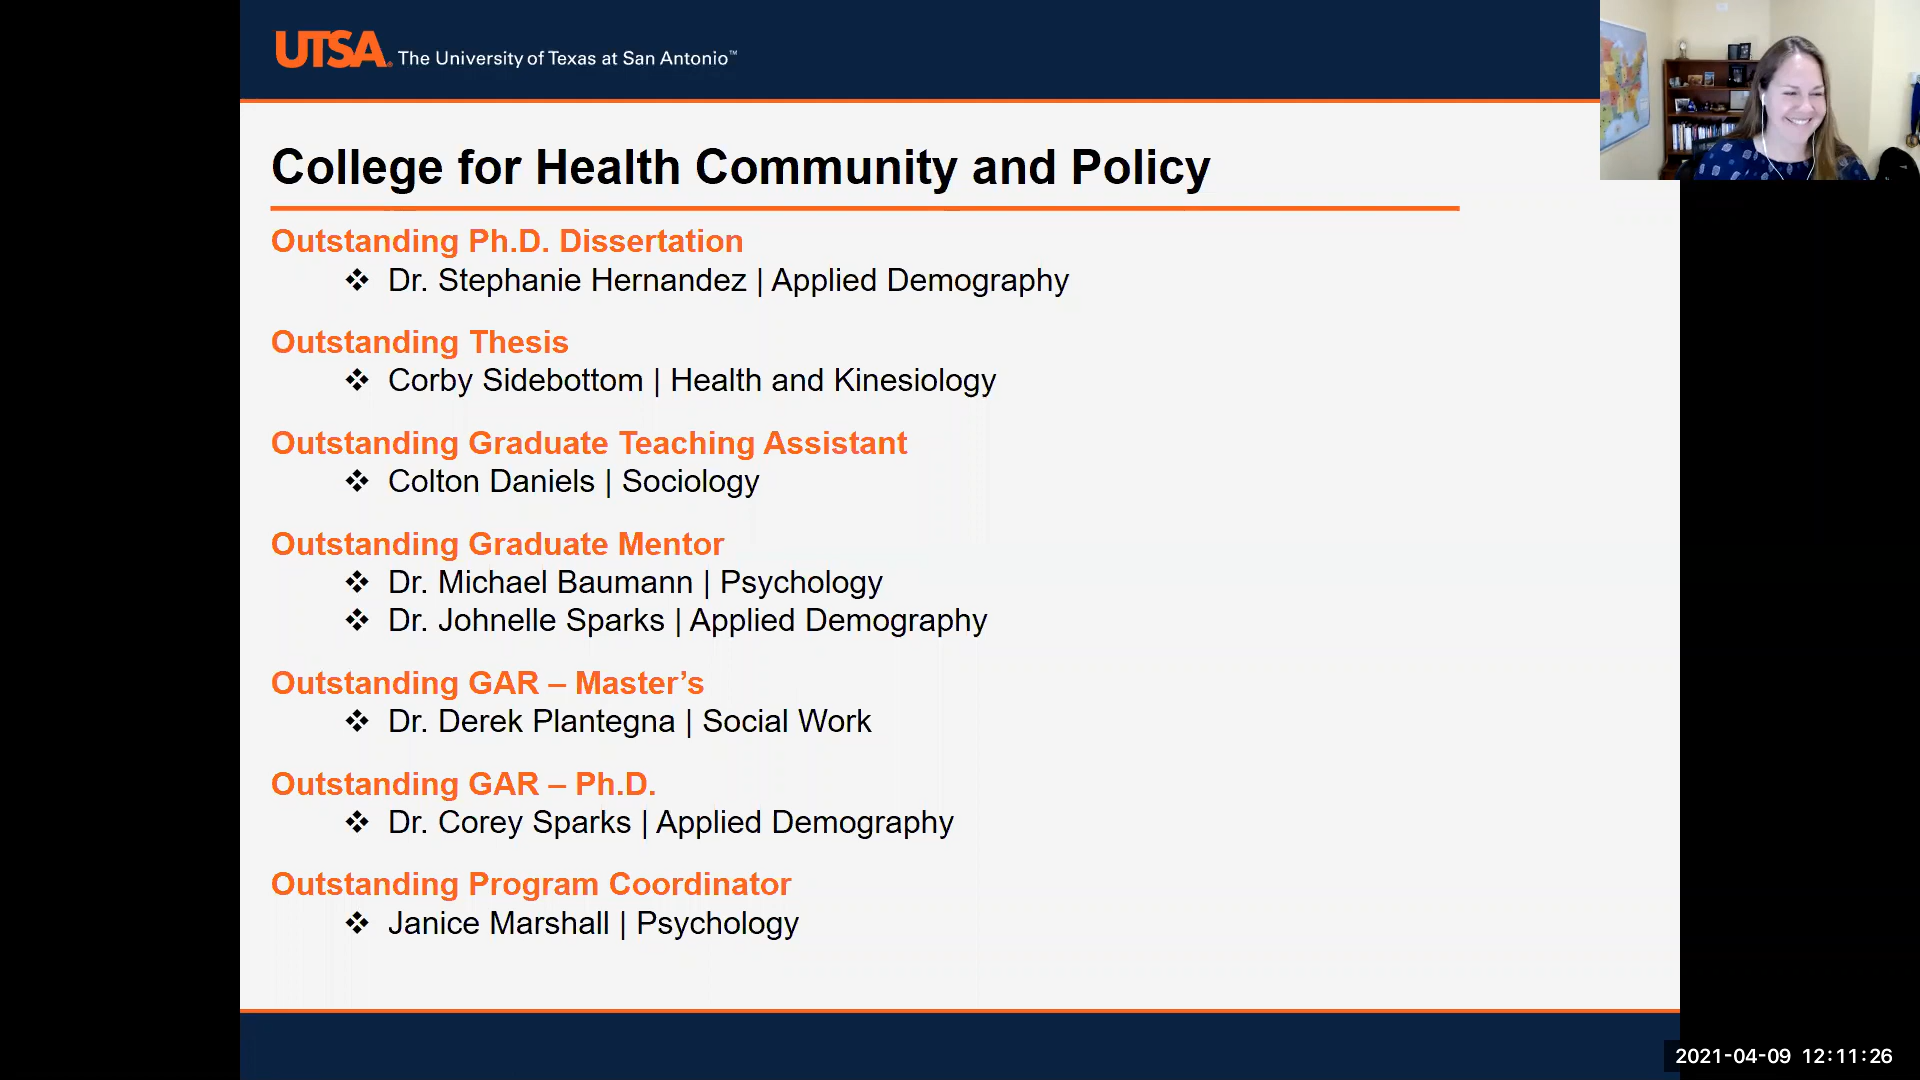 UTSA. The University of Texas at San Antonio™
College for Health Community and Policy
Outstanding Ph.D. Dissertation
❖ Dr. Stephanie Hernandez | Applied Demography
Outstanding Thesis
❖ Corby Sidebottom | Health and Kinesiology
Outstanding Graduate Teaching Assistant
❖ Colton Daniels | Sociology
Outstanding Graduate Mentor
❖ Dr. Michael Baumann | Psychology
❖ Dr. Johnelle Sparks | Applied Demography
Outstanding GAR – Master’s
❖ Dr. Derek Plantegna | Social Work
Outstanding GAR – Ph.D.
❖ Dr. Corey Sparks | Applied Demography
Outstanding Program Coordinator
❖ Janice Marshall | Psychology
2021-04-09 12:11:26